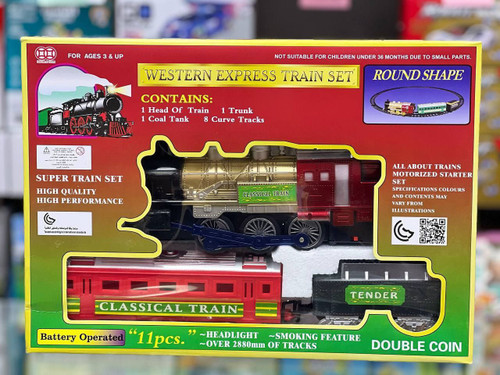 FOR AGES 3 & UP
NOT SUITABLE FOR CHILDREN UNDER 36 MONTHS DUE TO SMALL PARTS.
WESTERN EXPRESS TRAIN SET
ROUND SHAPE
CONTAINS:
1 Head Of Train 1 Trunk
1 Coal Tank 8 Curve Tracks
SUPER TRAIN SET
HIGH QUALITY
HIGH PERFORMANCE
ALL ABOUT TRAINS
MOTORIZED STARTER
SET
SPECIFICATIONS COLOURS
AND CONTENTS MAY
VARY FROM
ILLUSTRATIONS
CLASSICAL TRAIN
CLASSICAL TRAIN
TENDER
Battery Operated "11pcs." ~HEADLIGHT ~SMOKING FEATURE
~OVER 2880mm OF TRACKS
DOUBLE COIN